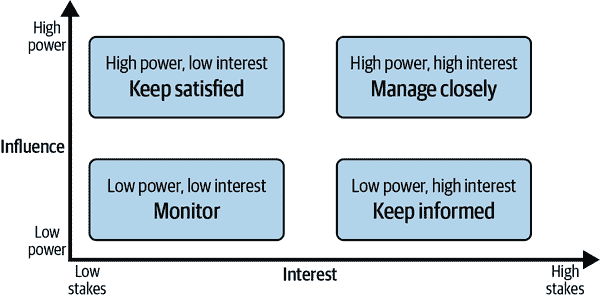 High
power
High power, low interest
Keep satisfied
High power, high interest
Manage closely
Influence
Low power, low interest
Monitor
Low power, high interest
Keep informed
Low
power
Low
stakes
Interest
High
stakes